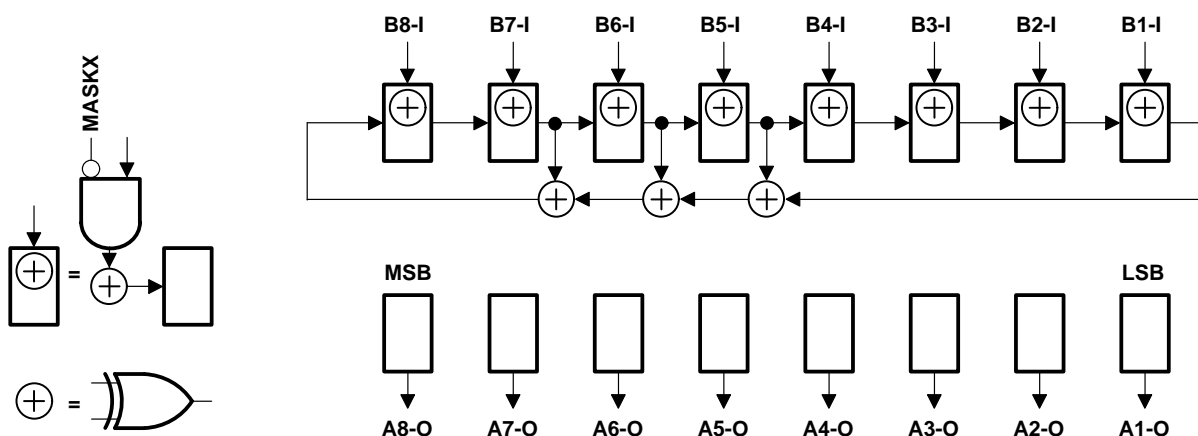 B8-I B7-I B6-I B5-I B4-I B3-I B2-I B1-I
MASKX
=
MSB LSB
=
A8-O A7-O A6-O A5-O A4-O A3-O A2-O A1-O